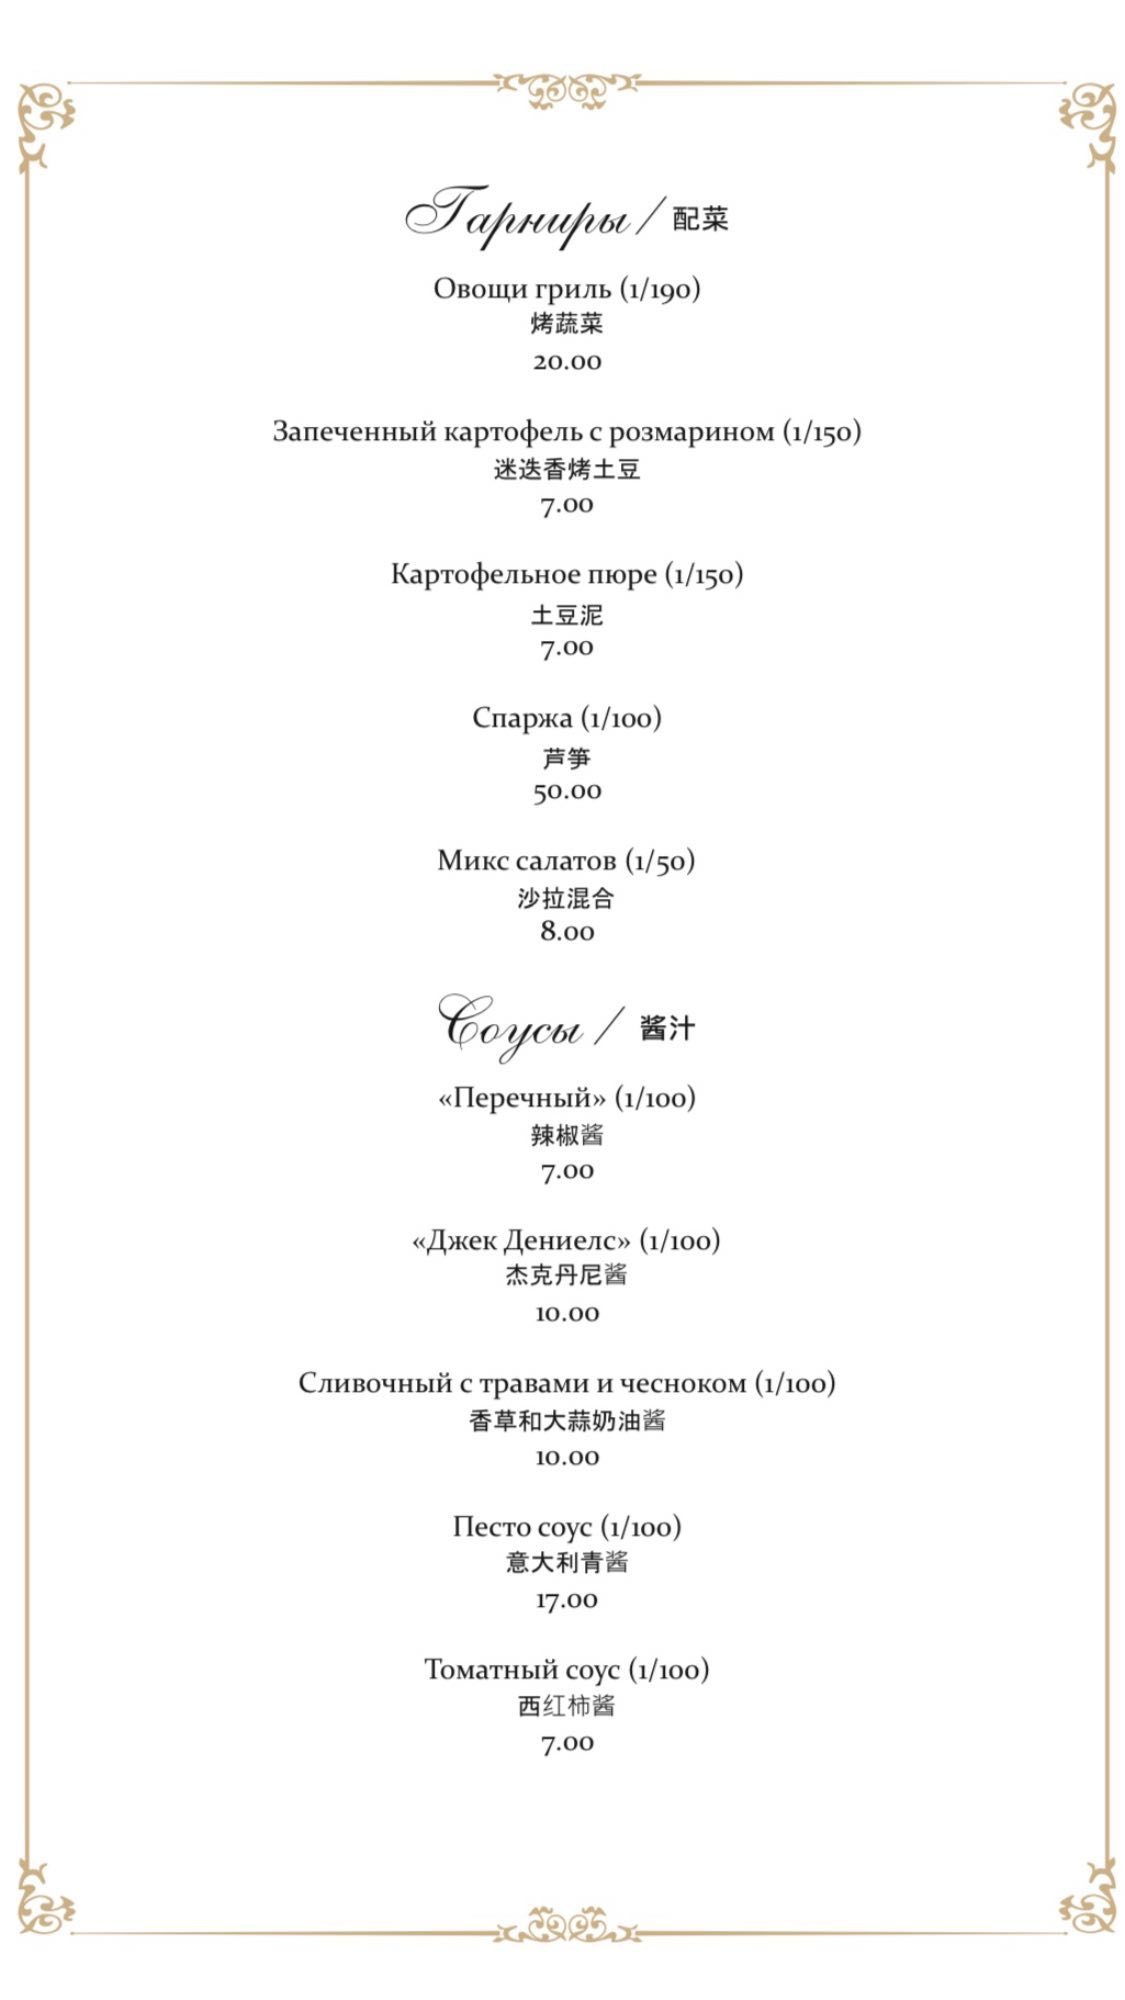 Гарниры / 配菜
Овощи гриль (1/190)
烤蔬菜
20.00
Запеченный картофель с розмарином (1/150)
迷迭香烤土豆
7.00
Картофельное пюре (1/150)
土豆泥
7.00
Спаржа (1/100)
芦笋
50.00
Микс салатов (1/50)
沙拉混合
8.00
Соусы / 酱汁
«Перечный» (1/100)
辣椒酱
7.00
«Джек Дениелс» (1/100)
杰克丹尼酱
10.00
Сливочный с травами и чесноком (1/100)
香草和大蒜奶油酱
10.00
Песто соус (1/100)
意大利青酱
17.00
Томатный соус (1/100)
西红柿酱
7.00